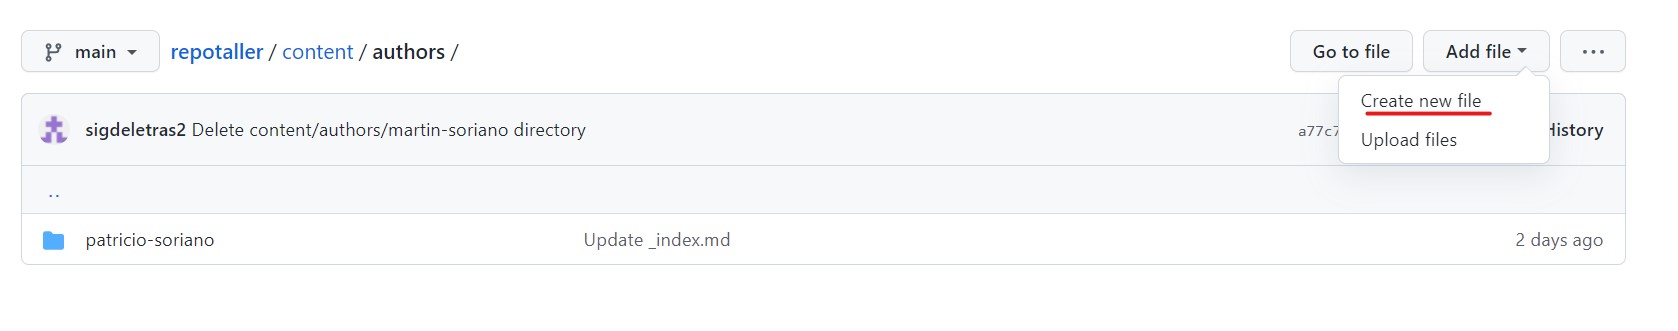 main repotaller / content / authors / Go to file Add file ...
Create new file
sigdeletras2 Delete content/authors/martin-soriano directory a77c7 History
Upload files
..
patricio-soriano Update _index.md 2 days ago